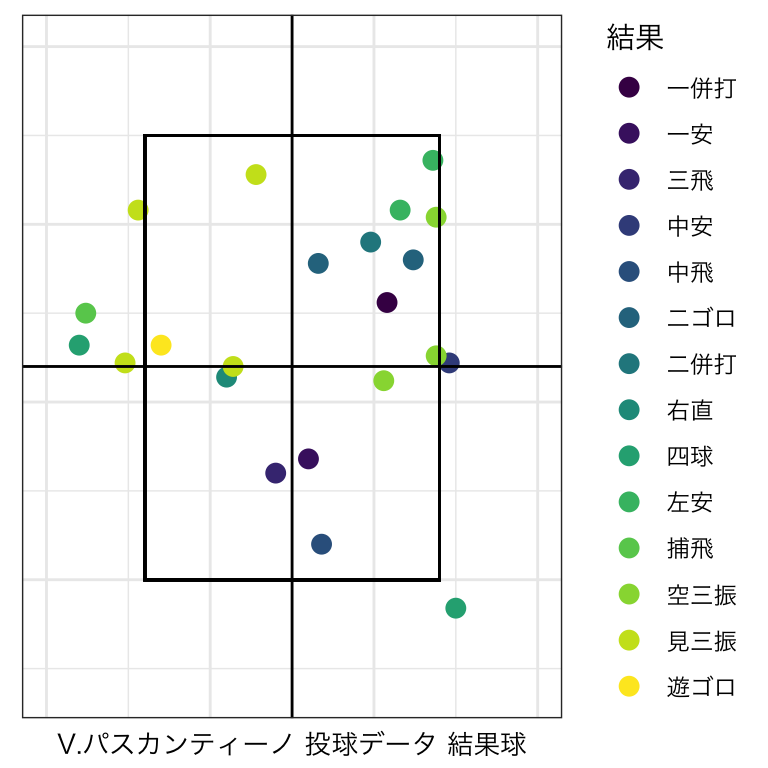 結果
一併打
一安
三飛
中安
中飛
二ゴロ
二併打
右直
四球
左安
捕飛
空三振
見三振
遊ゴロ
V.パスカンティーノ 投球データ 結果球